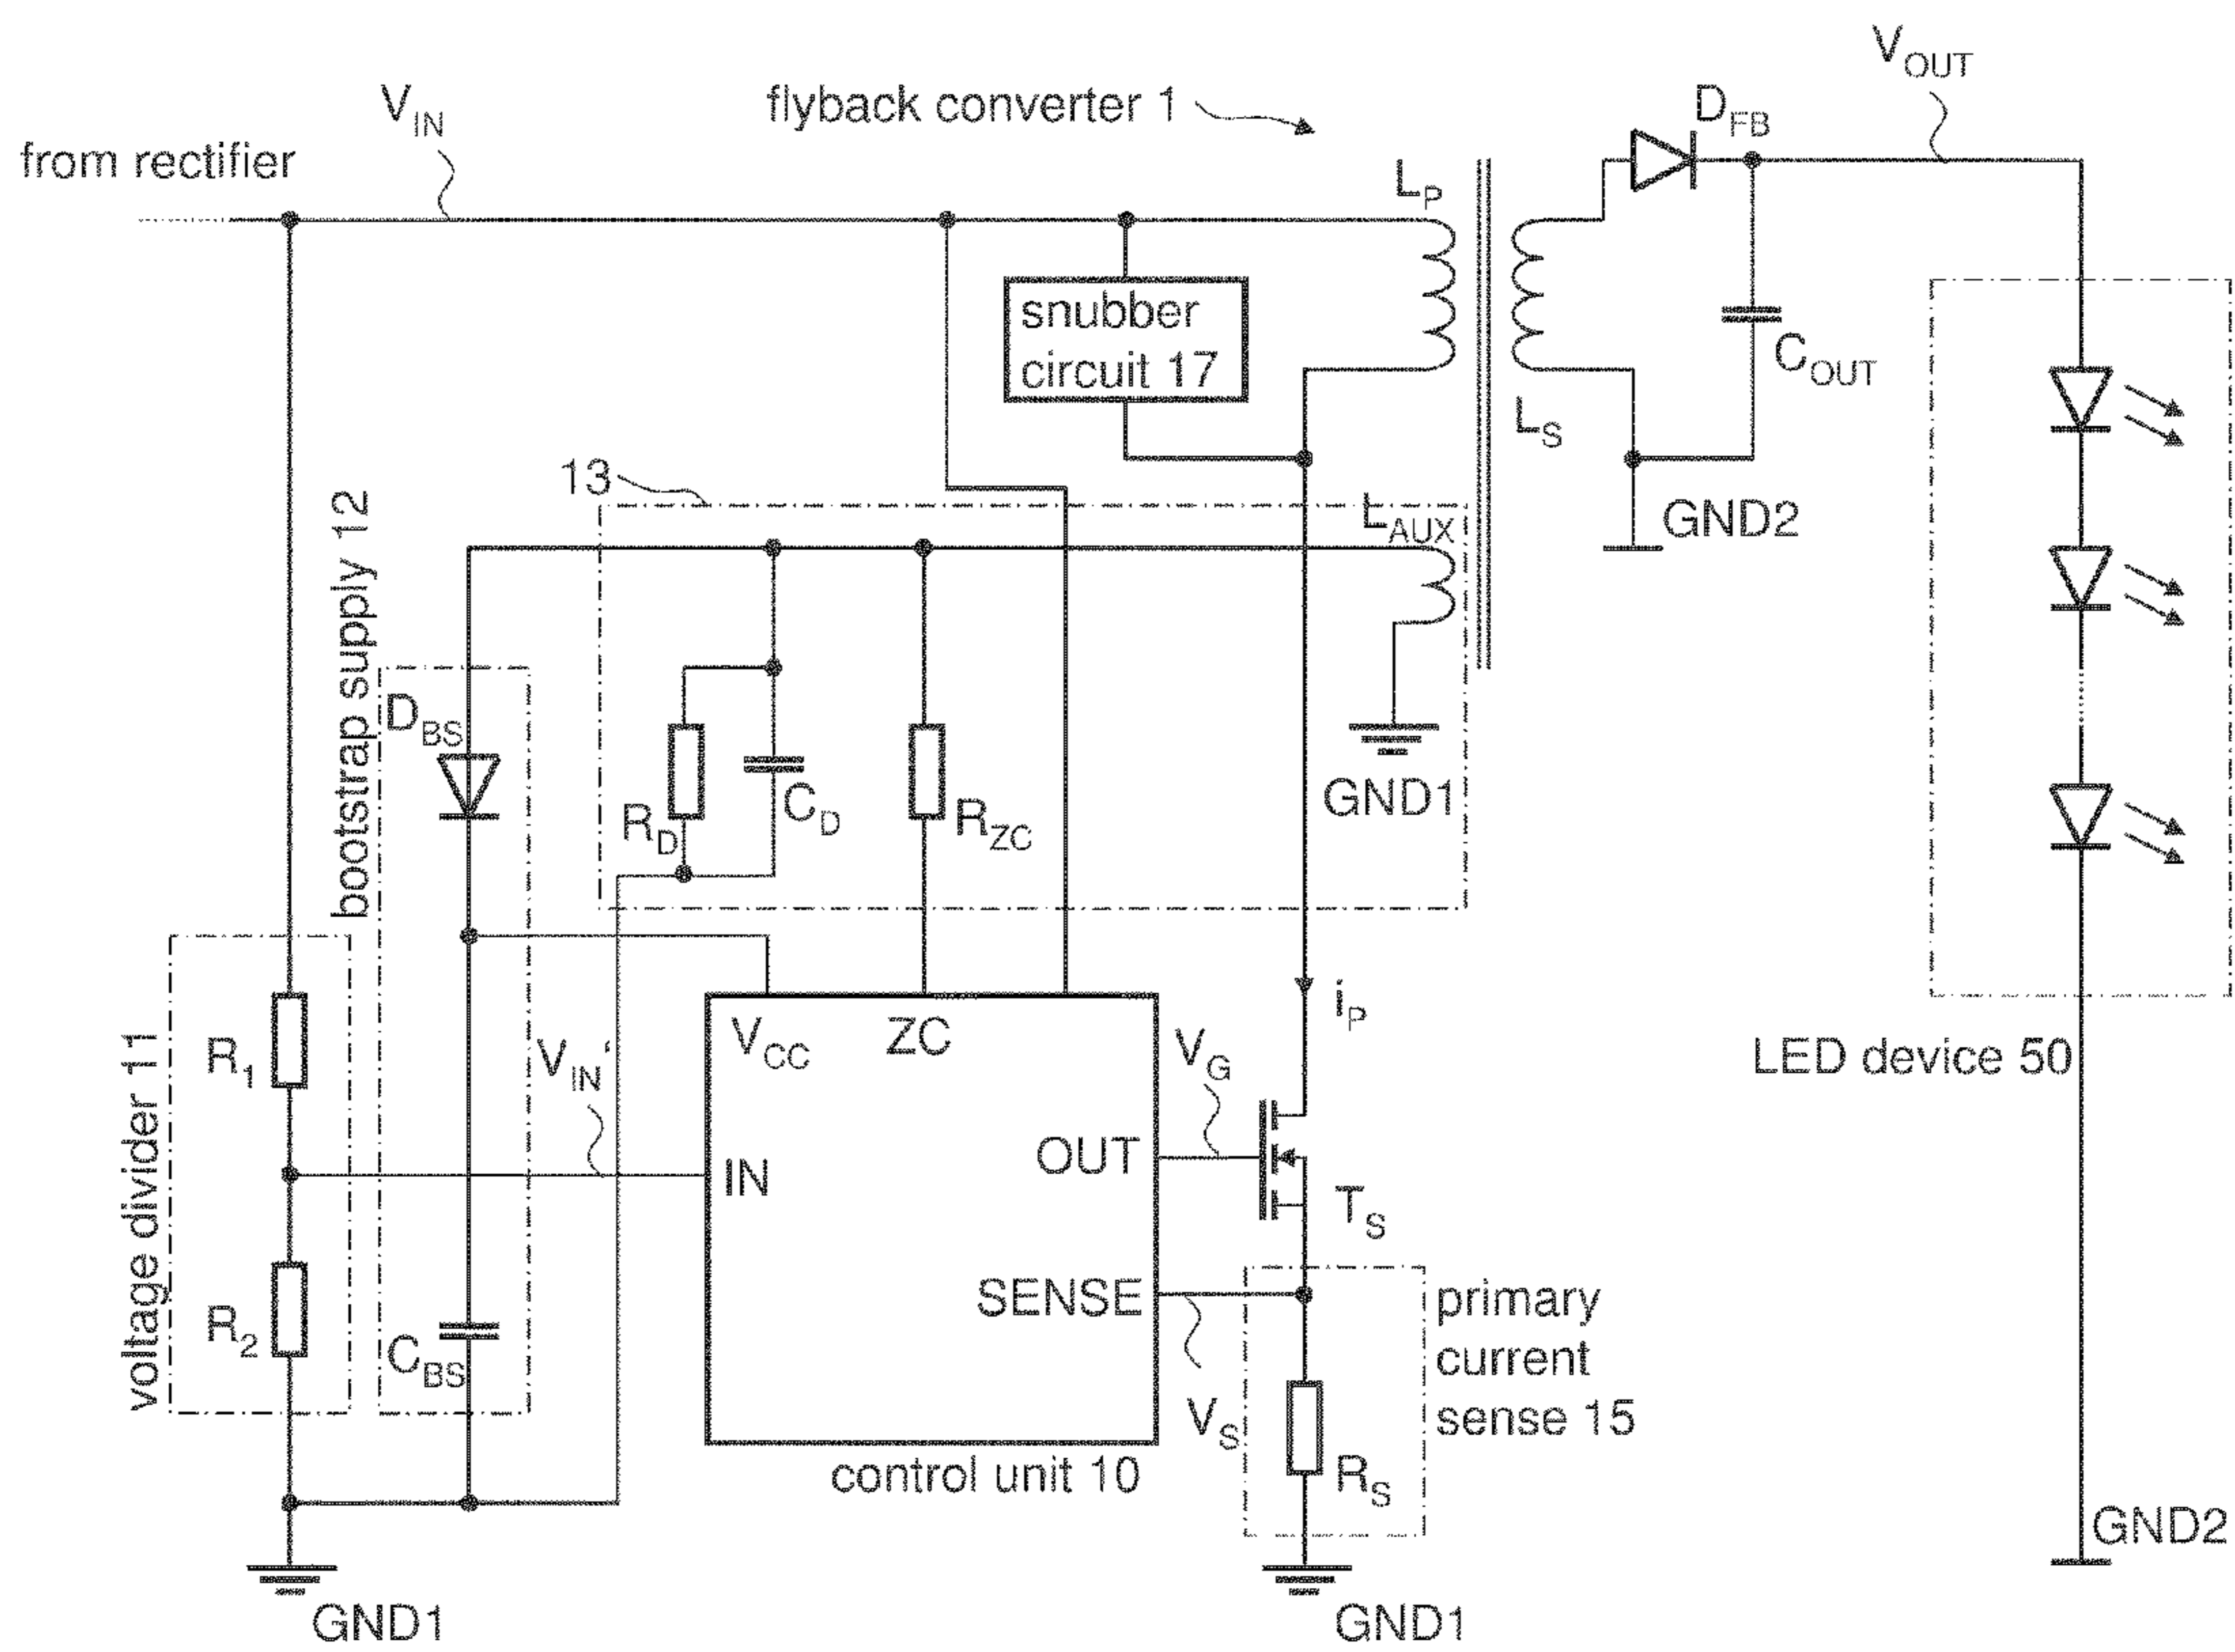 V_OUT
V_IN
flyback converter 1
D_FB
from rectifier
L_P
snubber
circuit 17
C_OUT
L_S
13
L_AUX
GND2
bootstrap supply 12
D_BS
R_D
C_D
R_ZC
GND1
voltage divider 11
R_1
V_IN'
V_CC
ZC
i_P
V_G
LED device 50
IN
OUT
T_S
R_2
C_BS
SENSE
V_S
primary
current
sense 15
R_S
control unit 10
GND2
GND1
GND1